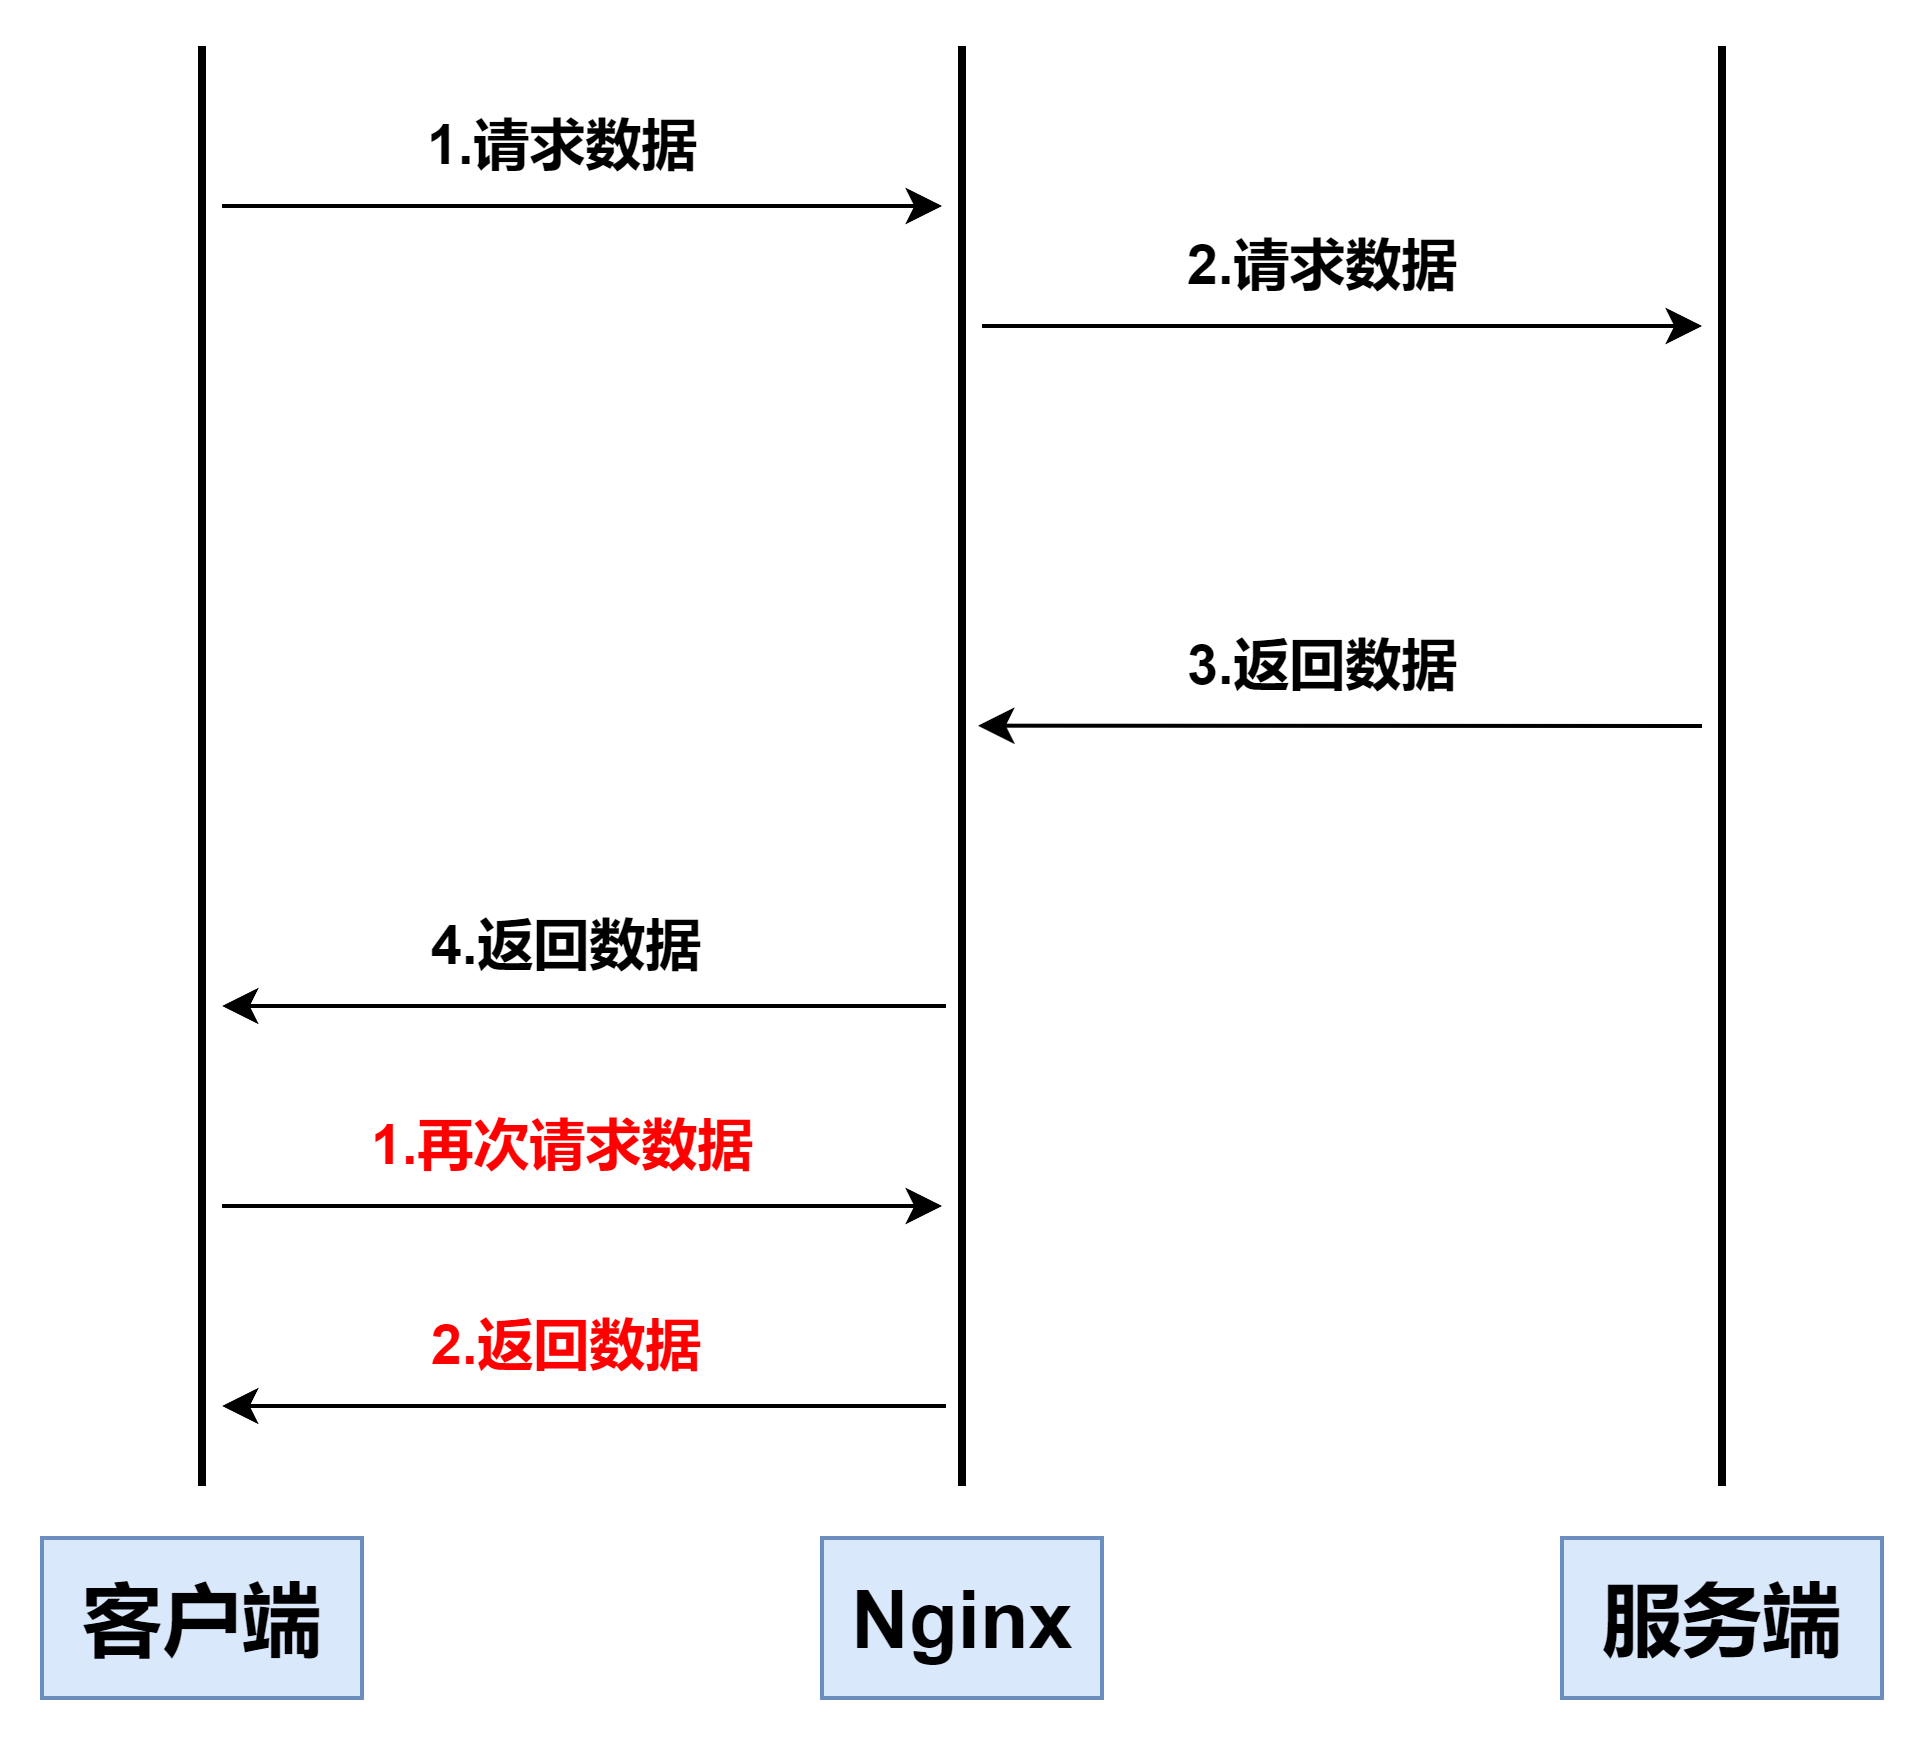 1.请求数据
2.请求数据
3.返回数据
4.返回数据
1.再次请求数据
2.返回数据
客户端
Nginx
服务端